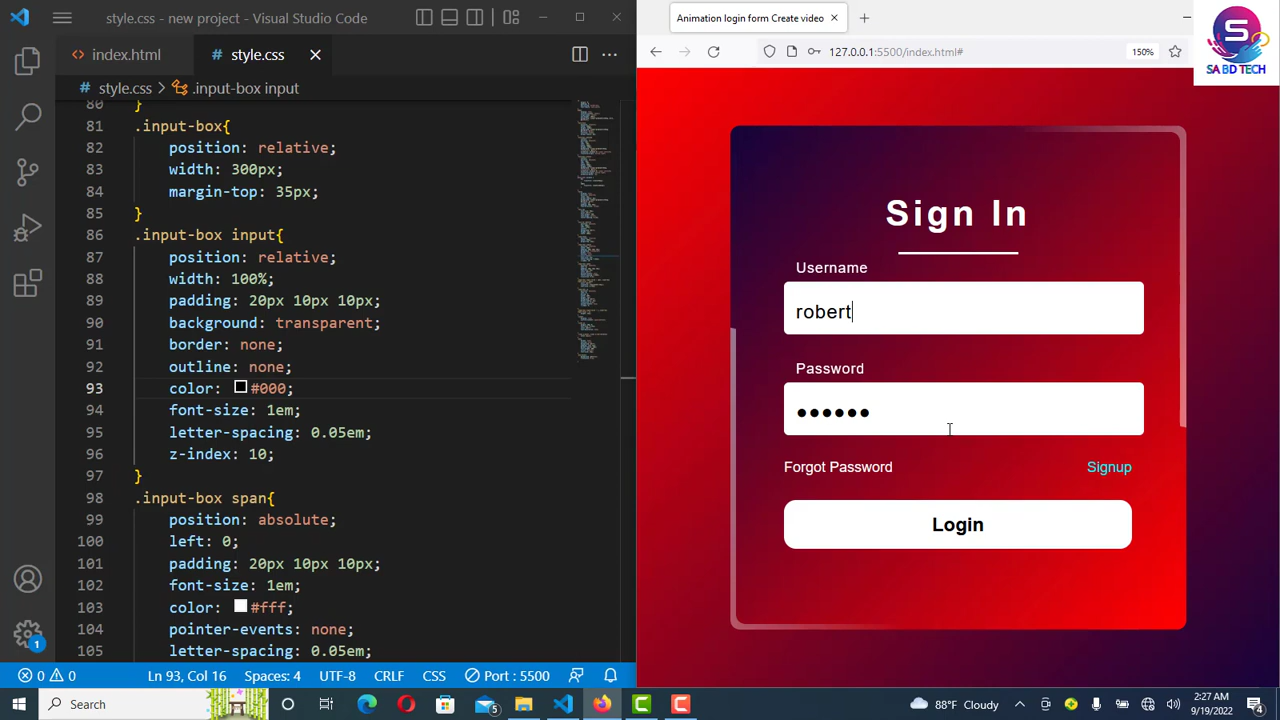 style.css - new project - Visual Studio Code
index.html
style.css
style.css > .input-box input
80 }
81 .input-box{
82 position: relative;
83 width: 300px;
84 margin-top: 35px;
85 }
86 .input-box input{
87 position: relative;
88 width: 100%;
89 padding: 20px 10px 10px;
90 background: transparent;
91 border: none;
92 outline: none;
93 color: #000;
94 font-size: 1em;
95 letter-spacing: 0.05em;
96 z-index: 10;
97 }
98 .input-box span{
99 position: absolute;
100 left: 0;
101 padding: 20px 10px 10px;
102 font-size: 1em;
103 color: #fff;
104 pointer-events: none;
105 letter-spacing: 0.05em;
1
0 0 Ln 93, Col 16 Spaces: 4 UTF-8 CRLF CSS Port : 5500
Animation login form Create video
127.0.0.1:5500/index.html#
150%
S
SA BD TECH
Sign In
Username
robert
Password
Forgot Password
Signup
Login
Search
5
88°F Cloudy
2:27 AM
9/19/2022
4